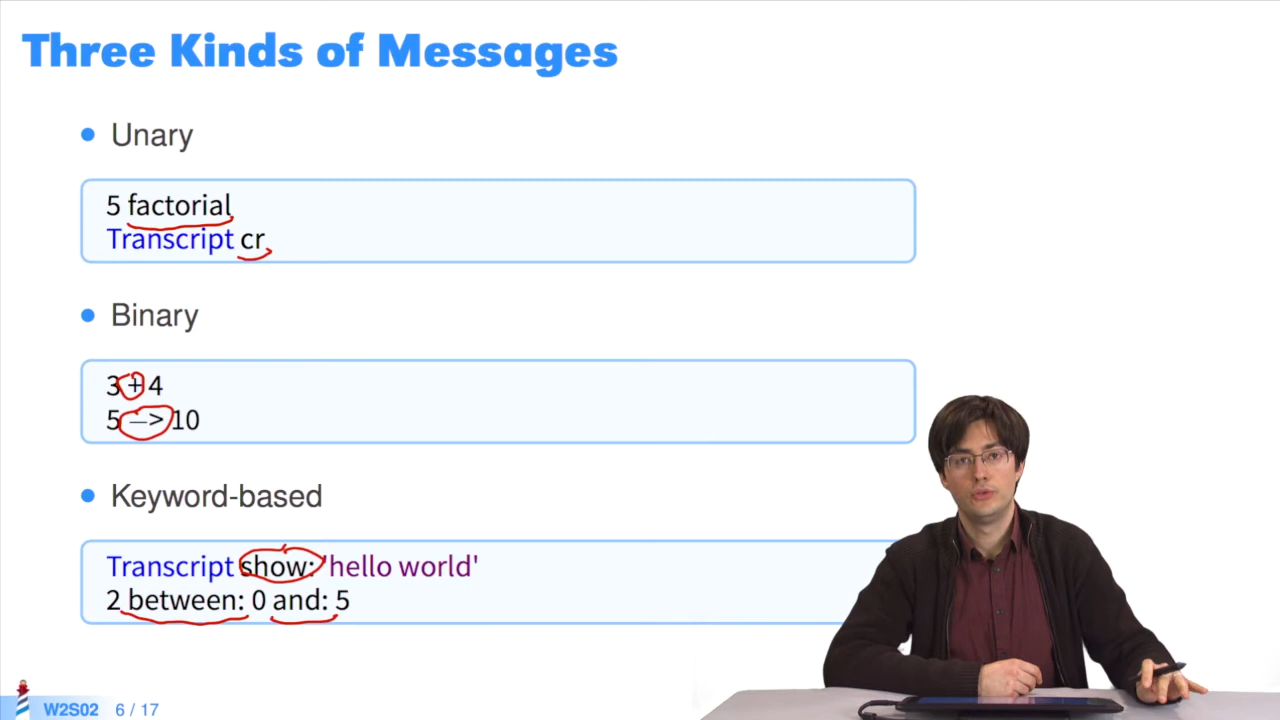 Three Kinds of Messages
Unary
5 factorial
Transcript cr
Binary
3 + 4
5 —> 10
Keyword-based
Transcript show: 'hello world'
2 between: 0 and: 5
W2S02 6 / 17